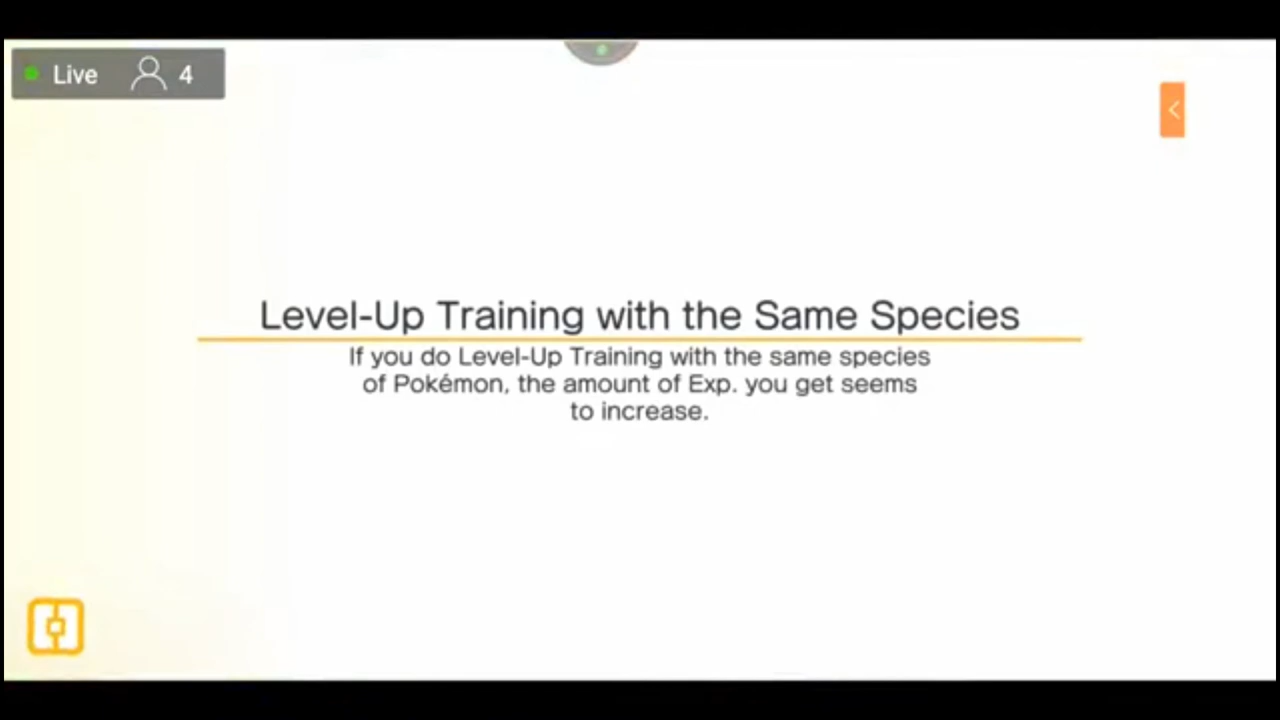 Live 4
Level-Up Training with the Same Species
If you do Level-Up Training with the same species
of Pokémon, the amount of Exp. you get seems
to increase.